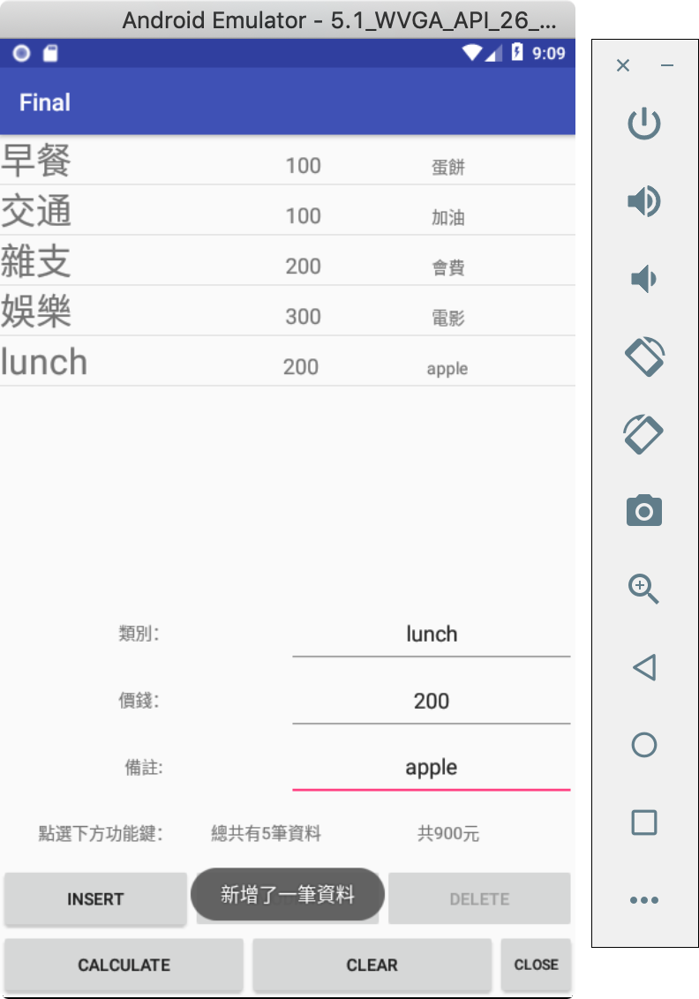 Android Emulator - 5.1_WVGA_API_26_...
9:09
Final
早餐 100 蛋餅
交通 100 加油
雜支 200 會費
娛樂 300 電影
lunch 200 apple
類別： lunch
價錢： 200
備註: apple
點選下方功能鍵： 總共有5筆資料 共900元
INSERT 新增了一筆資料 DELETE
CALCULATE CLEAR CLOSE